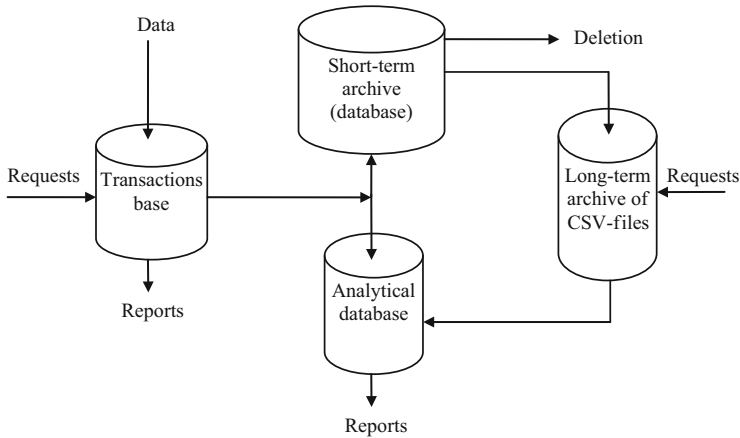 Data
Deletion
Short-term
archive
(database)
Requests
Transactions
base
Long-term
archive of
CSV-files
Requests
Reports
Analytical
database
Reports